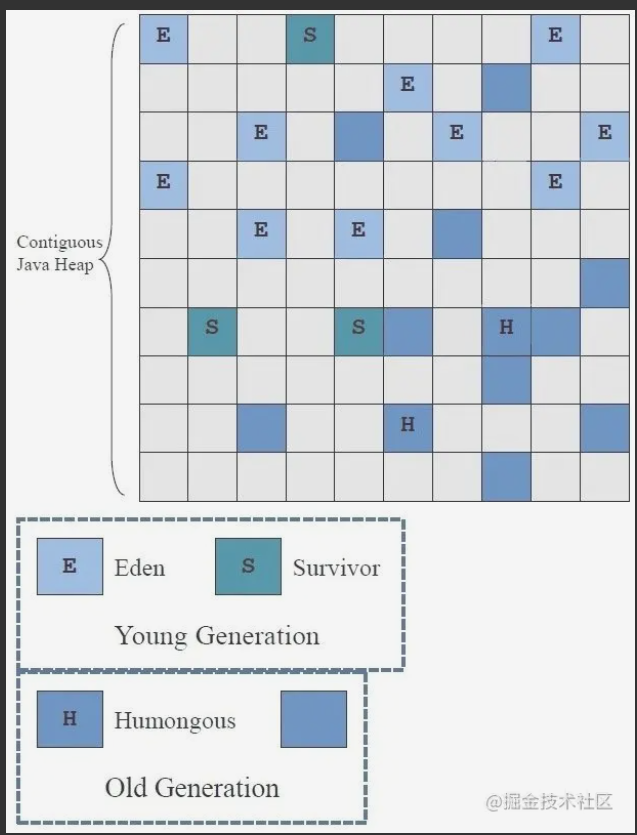 E S E
E
E E E
E E
Contiguous
Java Heap
E E
S S H
H
E Eden S Survivor
Young Generation
H Humongous
Old Generation
@掘金技术社区